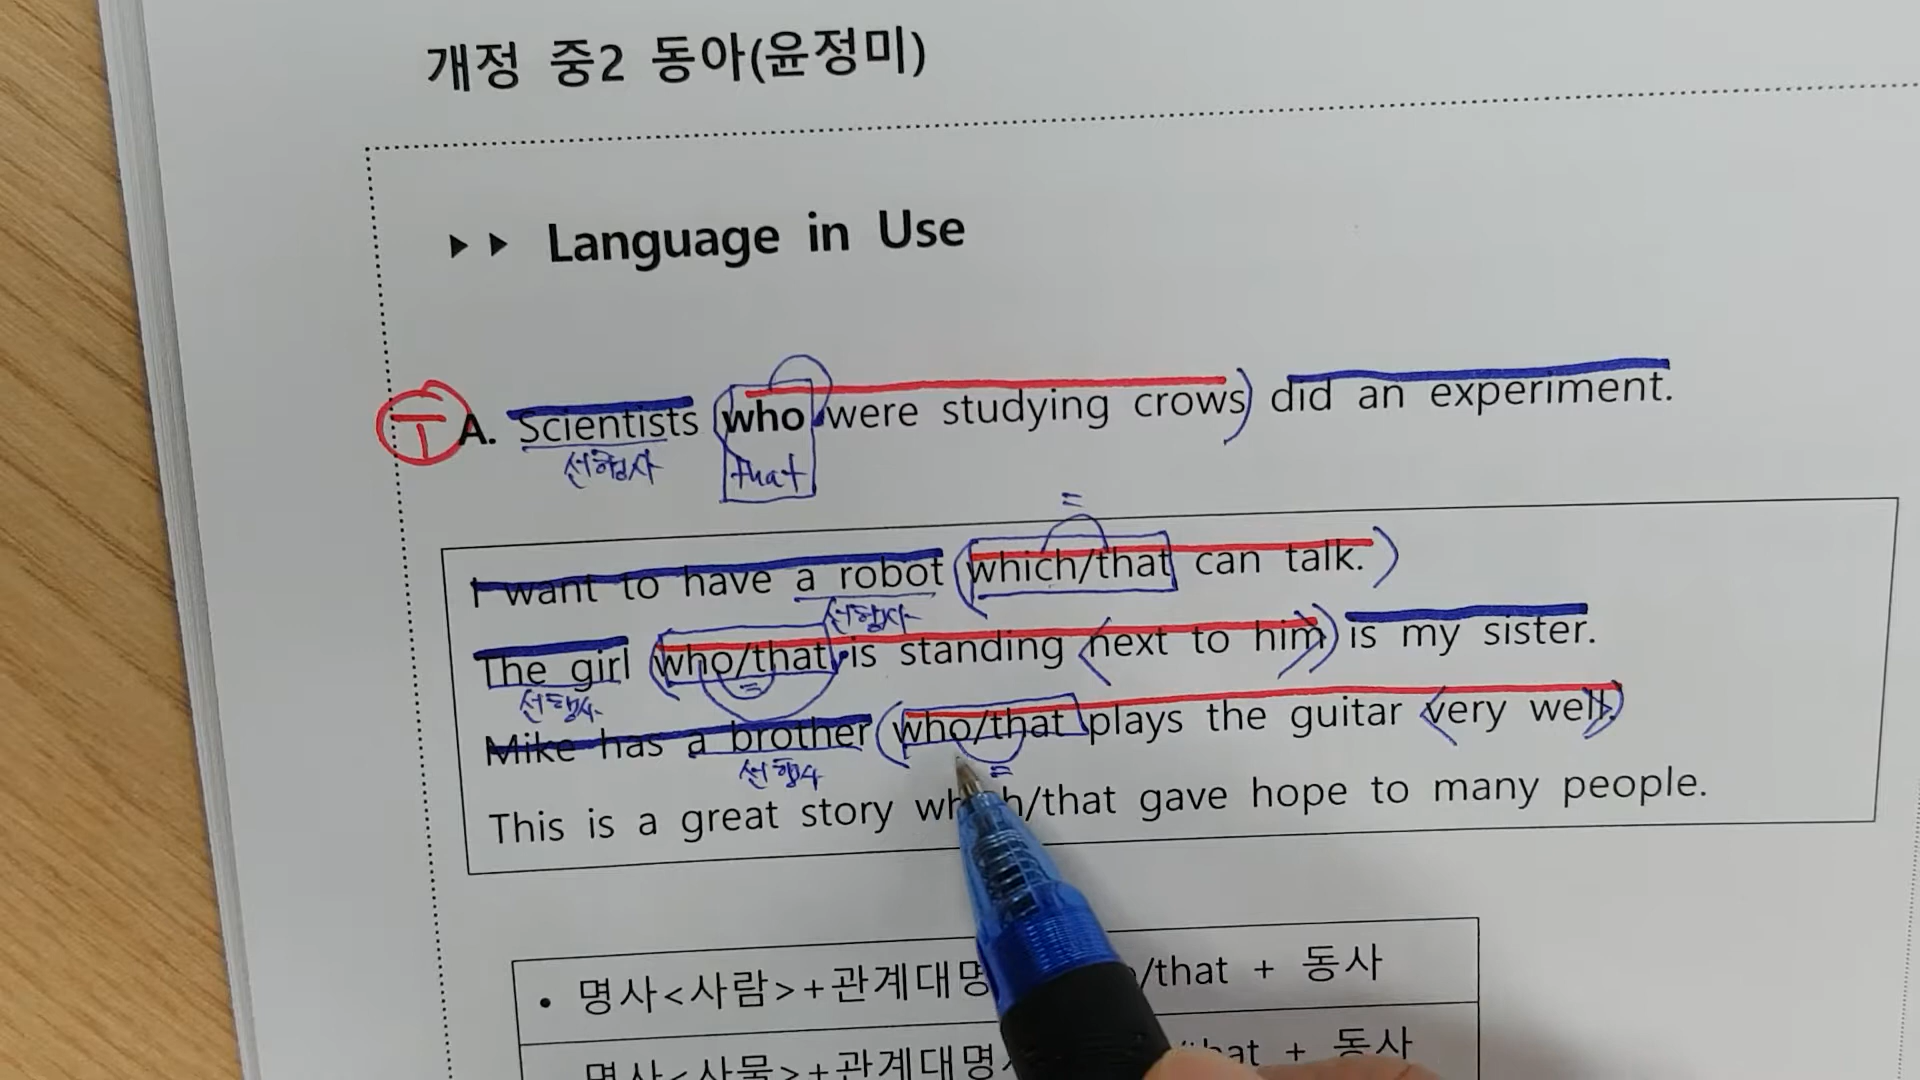 개정 중2 동아(윤정미)
▶▶ Language in Use
T A. Scientists who were studying crows) did an experiment.
선행사 that
=
I want to have a robot (which/that can talk.)
선행사
The girl (who/that is standing <next to him>) is my sister.
선행사 =
Mike has a brother (who/that plays the guitar <very well.>)
선행사 =
This is a great story which/that gave hope to many people.
• 명사<사람>+관계대명 /that + 동사
명사<사물>+관계대명 that + 동사